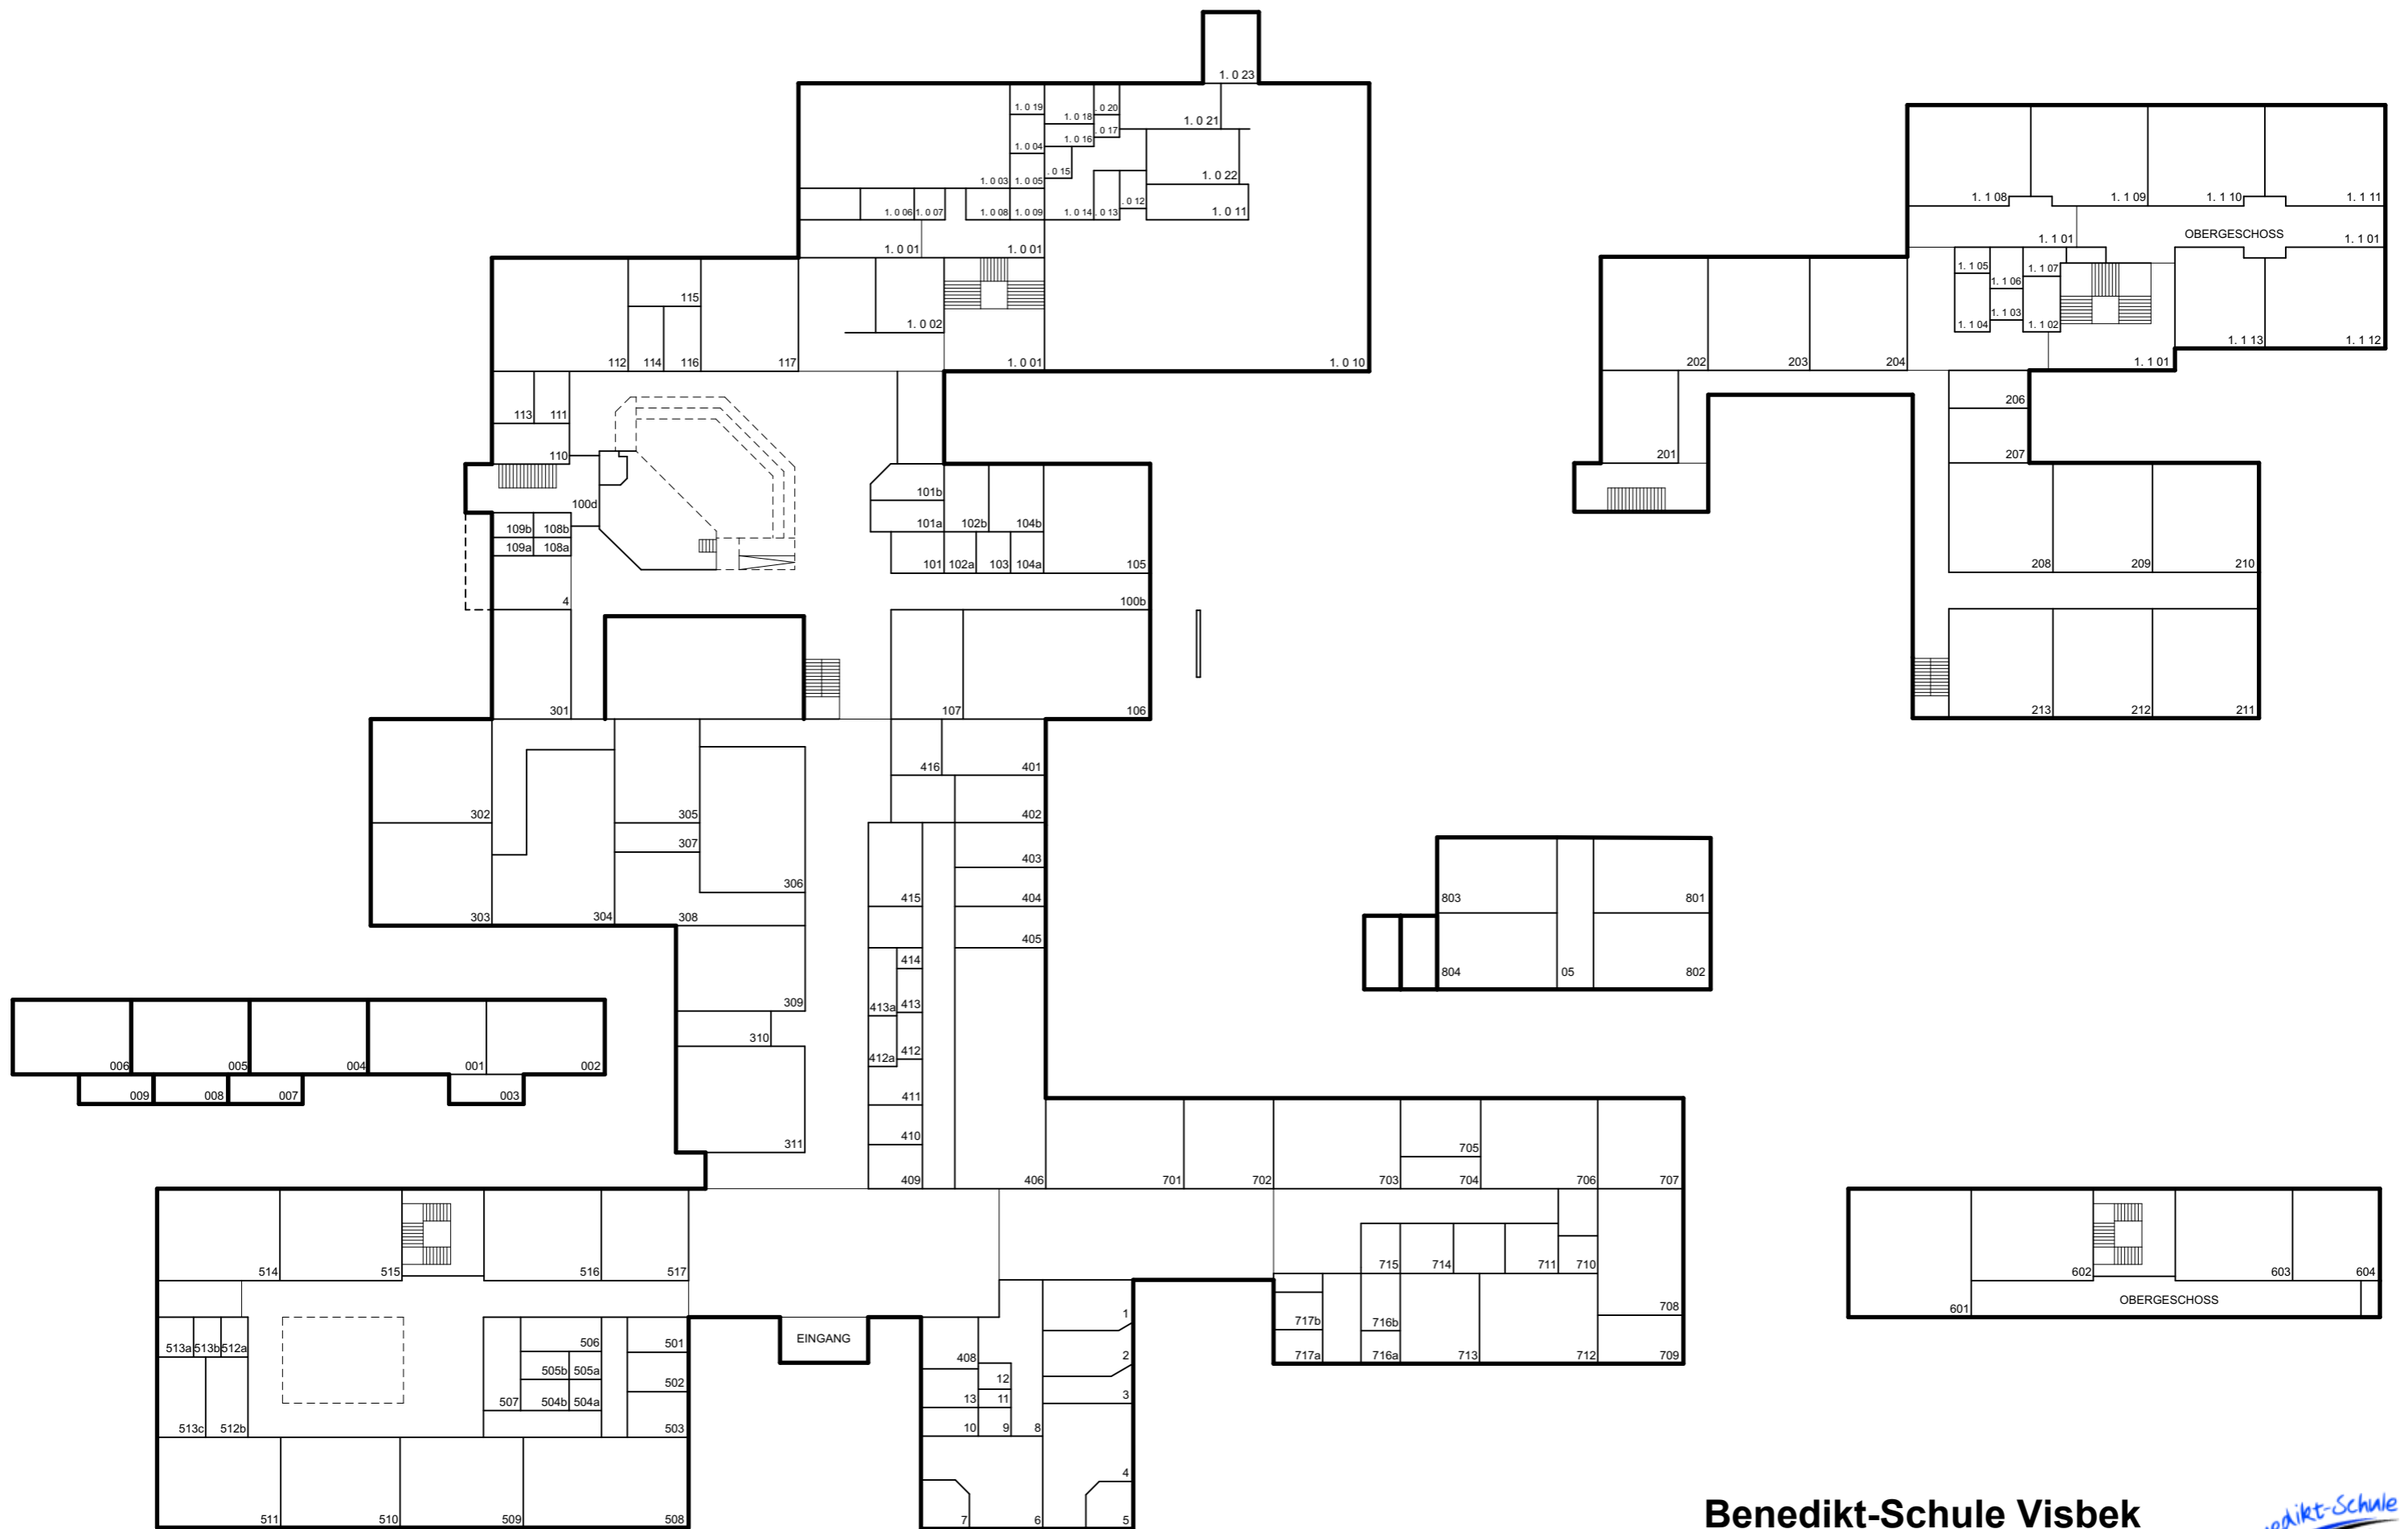 1. 0 23
1. 0 19
1. 0 18
. 0 20
1. 0 21
. 0 17
1. 0 16
1. 0 04
. 0 15
1. 0 22
1. 0 03
1. 0 05
1. 0 06
1. 0 07
1. 0 08
1. 0 09
1. 0 14
. 0 13
. 0 12
1. 0 11
1. 0 01
1. 0 01
1. 0 02
1. 0 01
1. 0 10
115
112
114
116
117
113
111
110
100d
109b
108b
109a
108a
4
301
101b
101a
102b
104b
101
102a
103
104a
105
100b
107
106
1. 1 08
1. 1 09
1. 1 10
1. 1 11
1. 1 01
OBERGESCHOSS
1. 1 01
1. 1 05
1. 1 06
1. 1 07
1. 1 03
1. 1 04
1. 1 02
1. 1 13
1. 1 12
1. 1 01
202
203
204
206
201
207
208
209
210
213
212
211
302
305
307
306
303
304
308
309
310
311
416
401
402
403
415
404
405
414
413a
413
412a
412
411
410
409
406
803
801
804
05
802
006
005
004
001
002
009
008
007
003
701
702
703
705
704
706
707
715
714
711
710
708
717b
716b
717a
716a
713
712
709
514
515
516
517
513a
513b
512a
506
501
505b
505a
502
507
504b
504a
503
513c
512b
511
510
509
508
EINGANG
408
12
13
11
10
9
8
1
2
3
4
7
6
5
602
603
604
601
OBERGESCHOSS
Benedikt-Schule Visbek
edikt-Schule